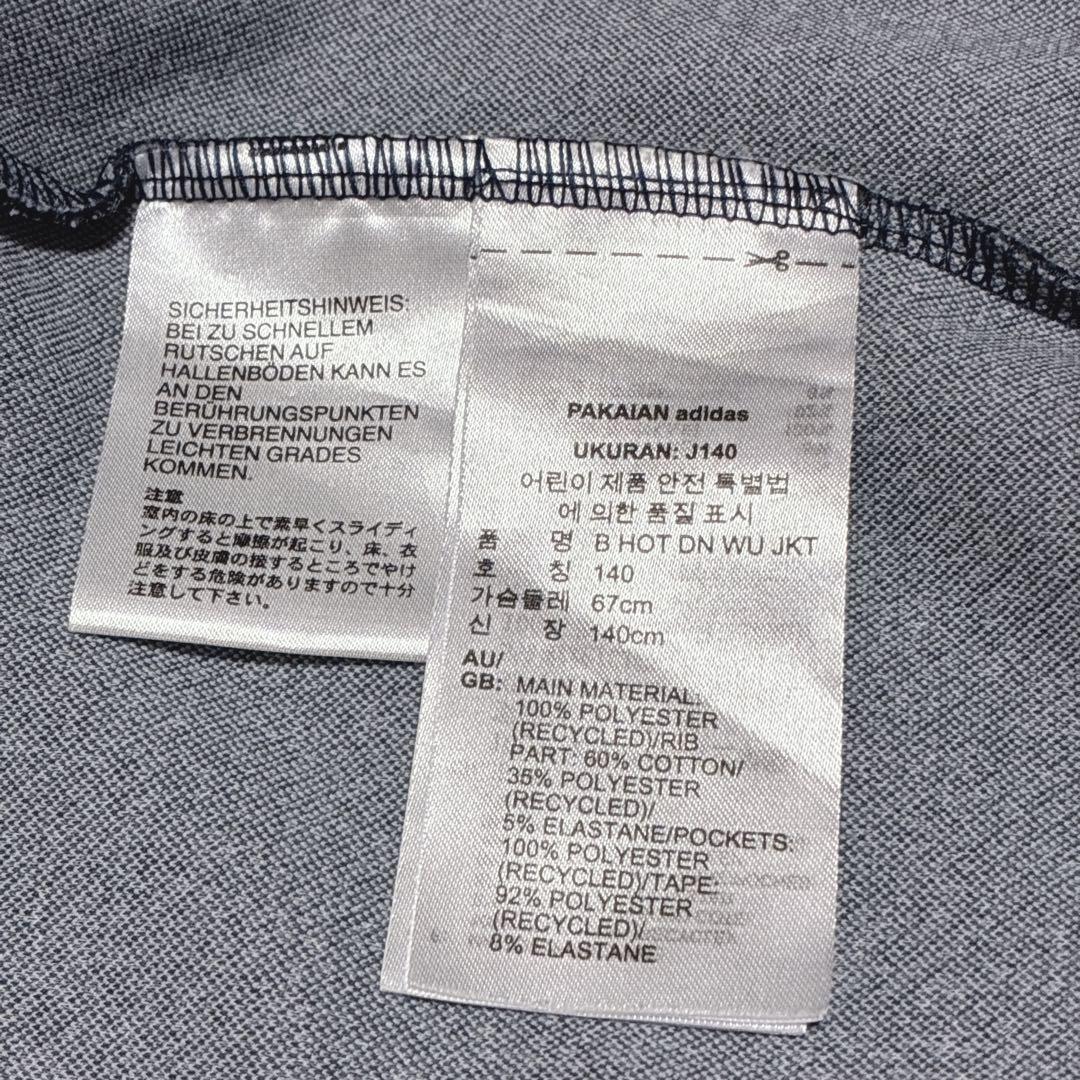 SICHERHEITSHINWEIS:
BEI ZU SCHNELLEM
RUTSCHEN AUF
HALLENBÖDEN KANN ES
AN DEN
BERÜHRUNGSPUNKTEN
ZU VERBRENNUNGEN
LEICHTEN GRADES
KOMMEN.
注意
室内の床の上で素早くスライディ
ングすると摩擦が起こり、床、衣
服及び皮膚の接するところでやけ
どをする危険がありますので十分
注意して下さい。
PAKAIAN adidas
UKURAN: J140
어린이 제품 안전 특별법
에 의한 품질 표시
품 명 B HOT DN WU JKT
호 칭 140
가슴둘레 67cm
신 장 140cm
AU/
GB: MAIN MATERIAL:
100% POLYESTER
(RECYCLED)/RIB
PART: 60% COTTON/
35% POLYESTER
(RECYCLED)/
5% ELASTANE/POCKETS:
100% POLYESTER
(RECYCLED)/TAPE:
92% POLYESTER
(RECYCLED)/
8% ELASTANE